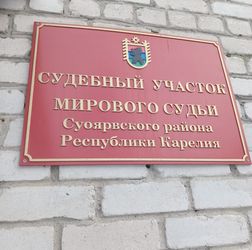 СУДЕБНЫЙ УЧАСТОК
МИРОВОГО СУДЬИ
Суоярвского района
Республики Карелия